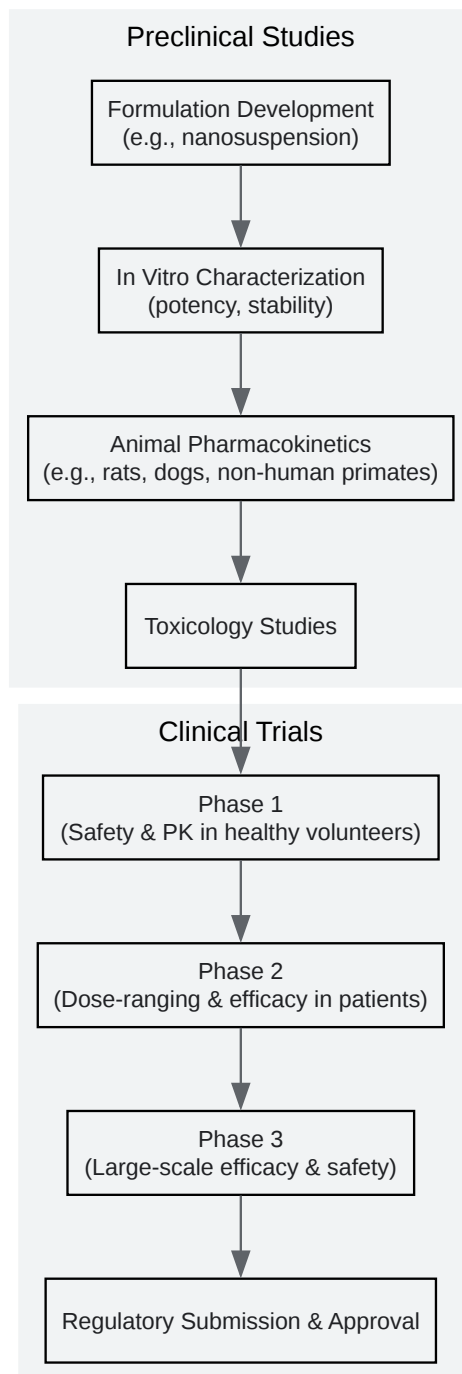 Preclinical Studies
Formulation Development
(e.g., nanosuspension)
In Vitro Characterization
(potency, stability)
Animal Pharmacokinetics
(e.g., rats, dogs, non-human primates)
Toxicology Studies
Clinical Trials
Phase 1
(Safety & PK in healthy volunteers)
Phase 2
(Dose-ranging & efficacy in patients)
Phase 3
(Large-scale efficacy & safety)
Regulatory Submission & Approval